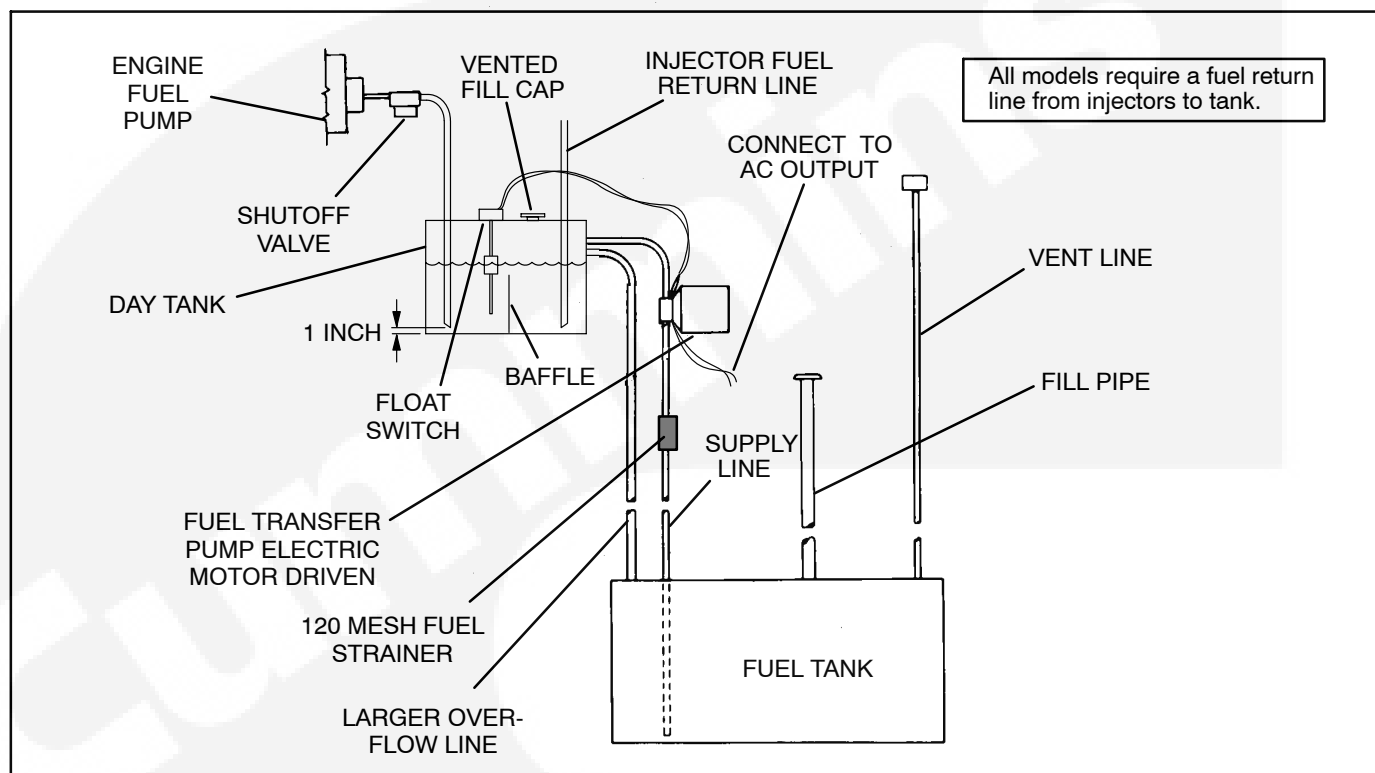 ENGINE
FUEL
PUMP
VENTED
FILL CAP
INJECTOR FUEL
RETURN LINE
All models require a fuel return
line from injectors to tank.
CONNECT TO
AC OUTPUT
SHUTOFF
VALVE
VENT LINE
DAY TANK
1 INCH
BAFFLE
FILL PIPE
FLOAT
SWITCH
SUPPLY
LINE
FUEL TRANSFER
PUMP ELECTRIC
MOTOR DRIVEN
120 MESH FUEL
STRAINER
FUEL TANK
LARGER OVER-
FLOW LINE
Cummins